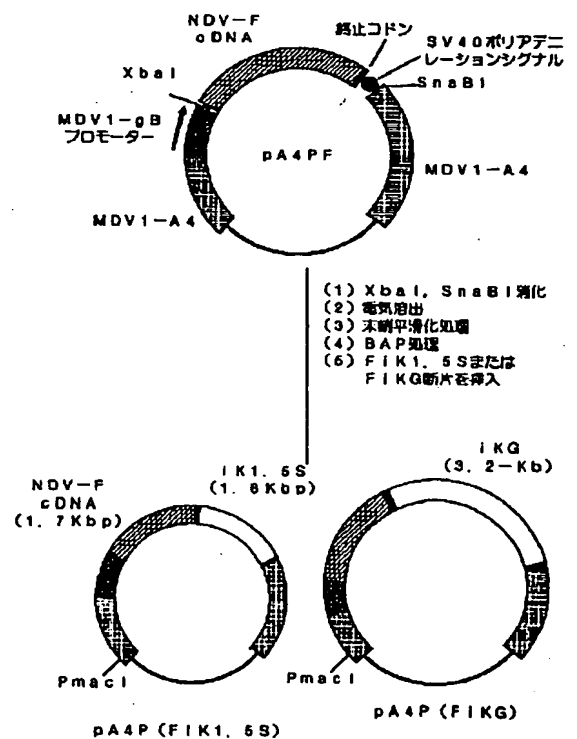 NDV-F
cDNA
終止コドン
SV40ポリアデニ
レーションシグナル
SnaBI
XbaI
MDV1-gB
プロモーター
pA4PF
MDV1-A4
MDV1-A4
(1) XbaI, SnaBI消化
(2) 電気溶出
(3) 末端平滑化処理
(4) BAP処理
(5) FiK1, 5Sまたは
FiKG断片を挿入
iK1, 5S
(1, 6Kbp)
iKG
(3, 2-Kb)
NDV-F
cDNA
(1, 7Kbp)
PmacI
PmacI
pA4P (FiK1, 5S)
pA4P (FiKG)